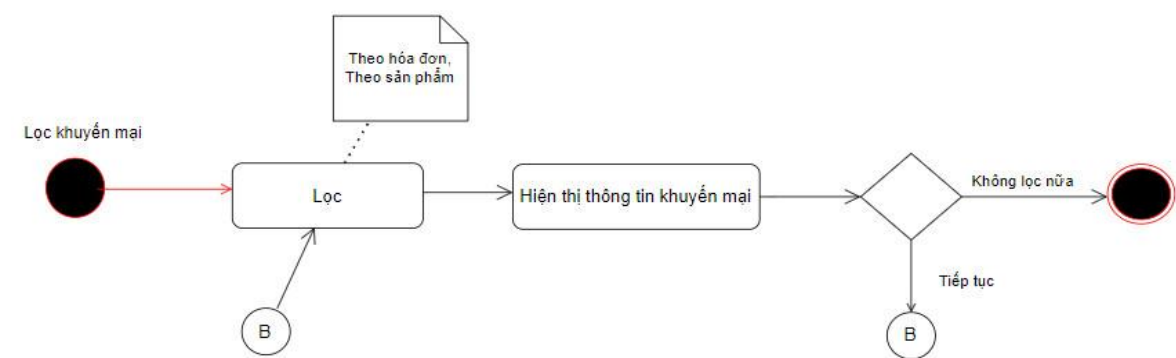 Theo hóa đơn,
Theo sản phẩm
Lọc khuyến mại
Lọc
Hiện thị thông tin khuyến mại
Không lọc nữa
Tiếp tục
B
B